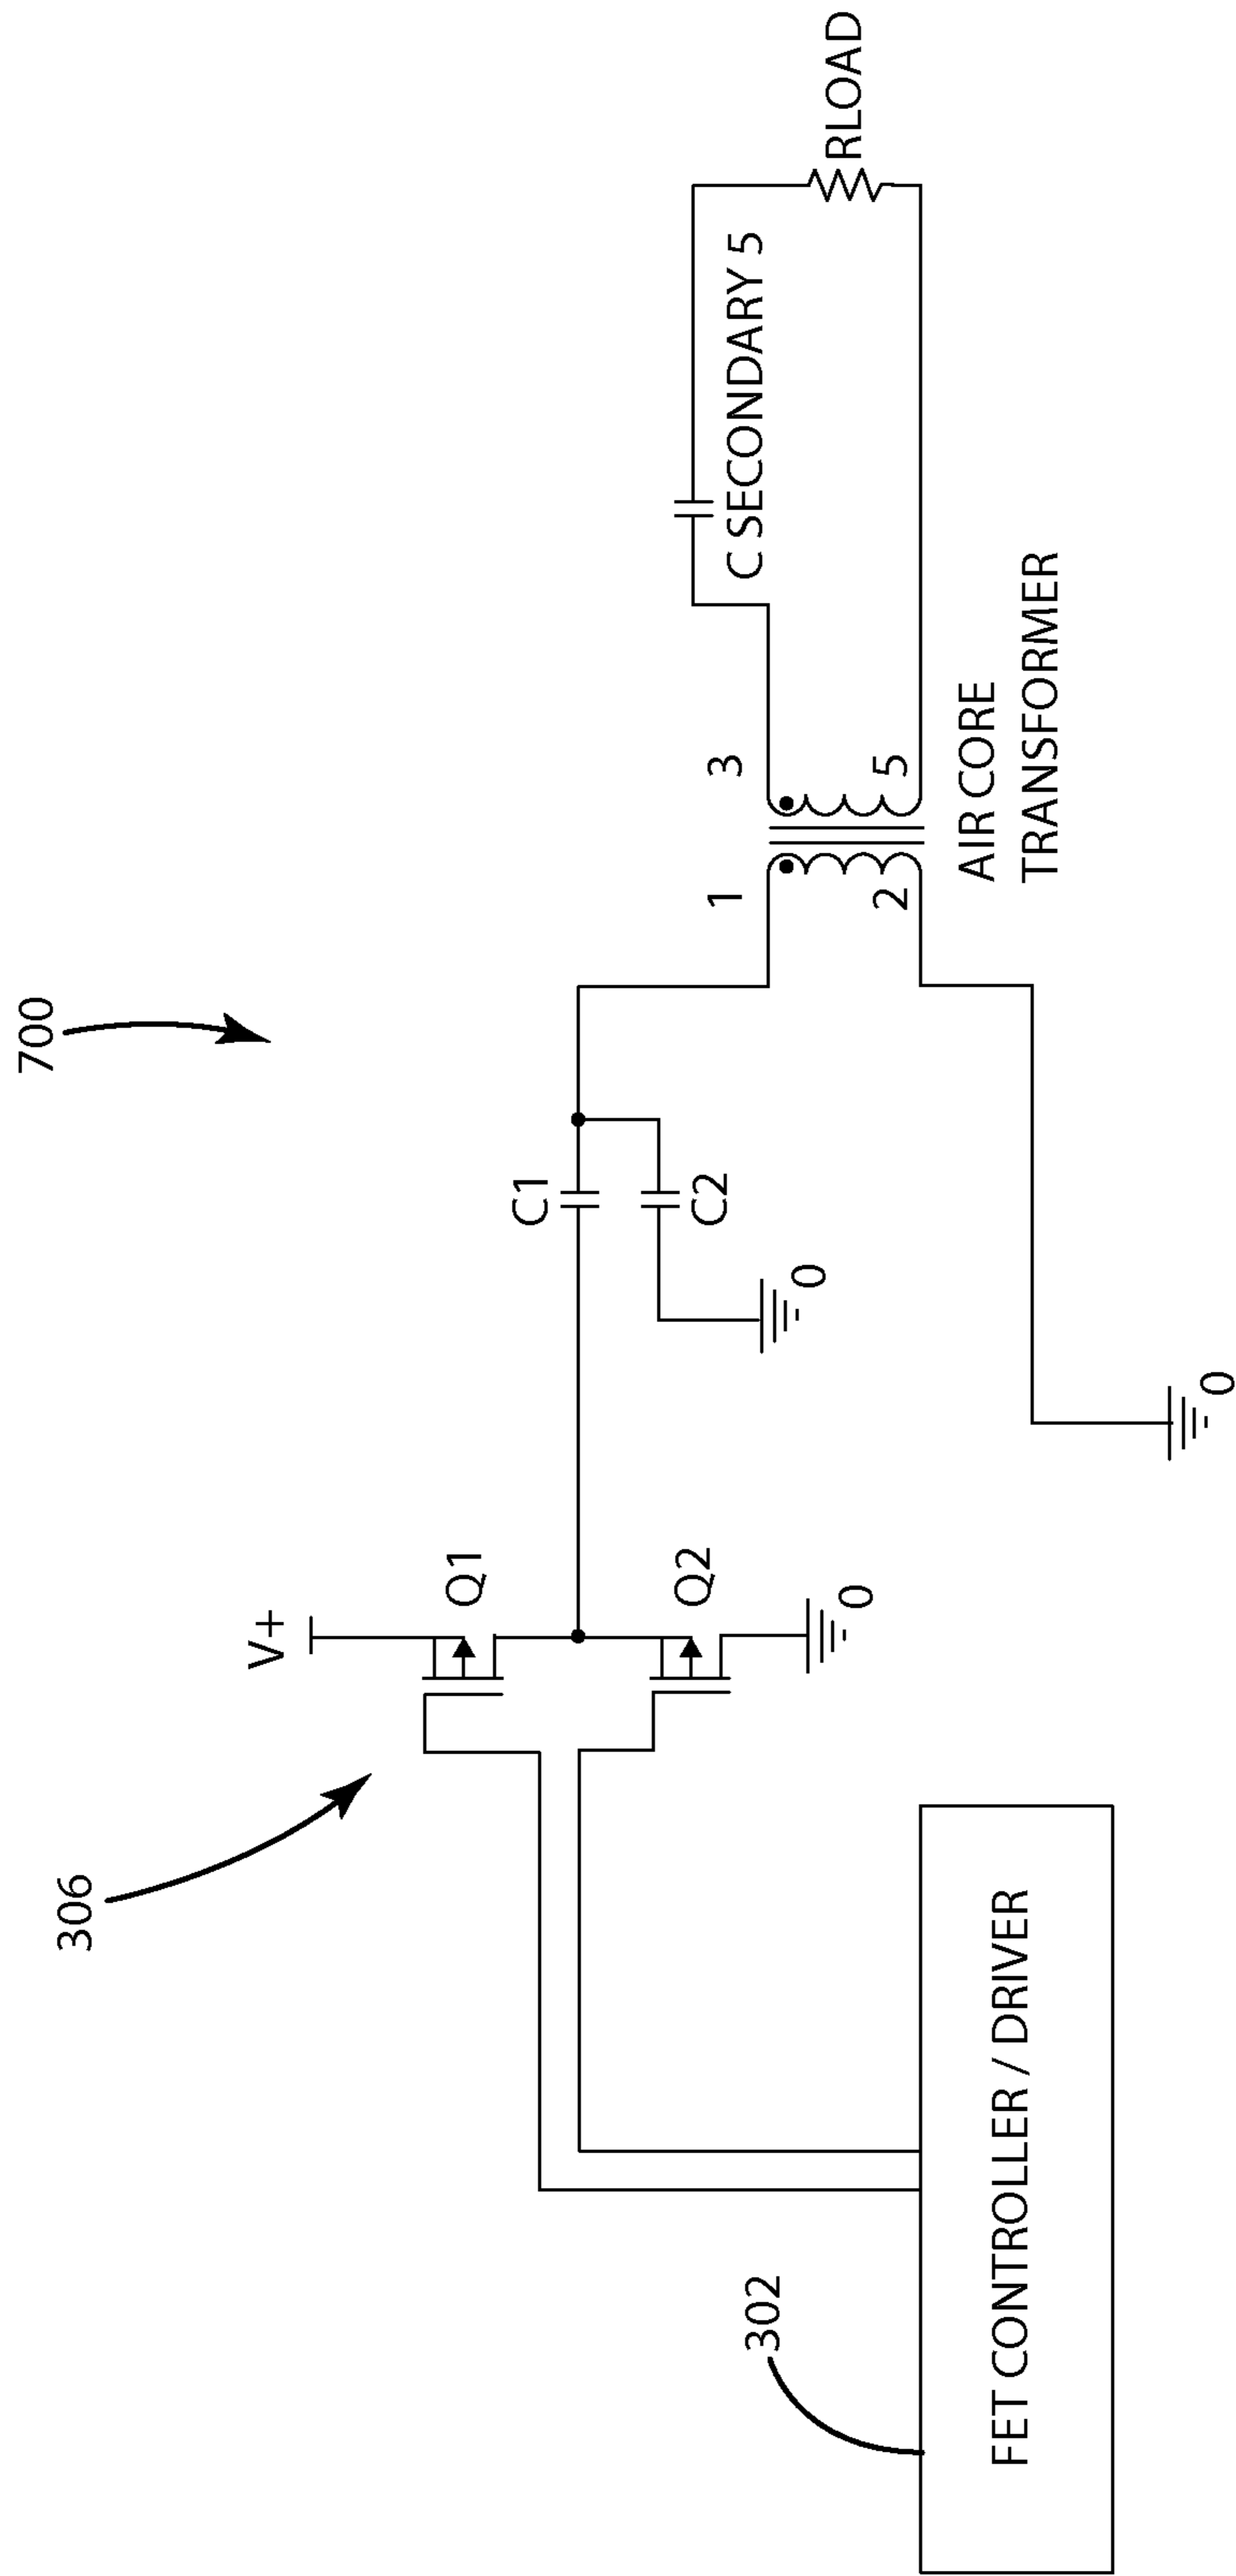 700
306
V+
Q1
Q2
0
C1
C2
0
0
302
FET CONTROLLER / DRIVER
1
2
3
5
AIR CORE
TRANSFORMER
C SECONDARY 5
RLOAD